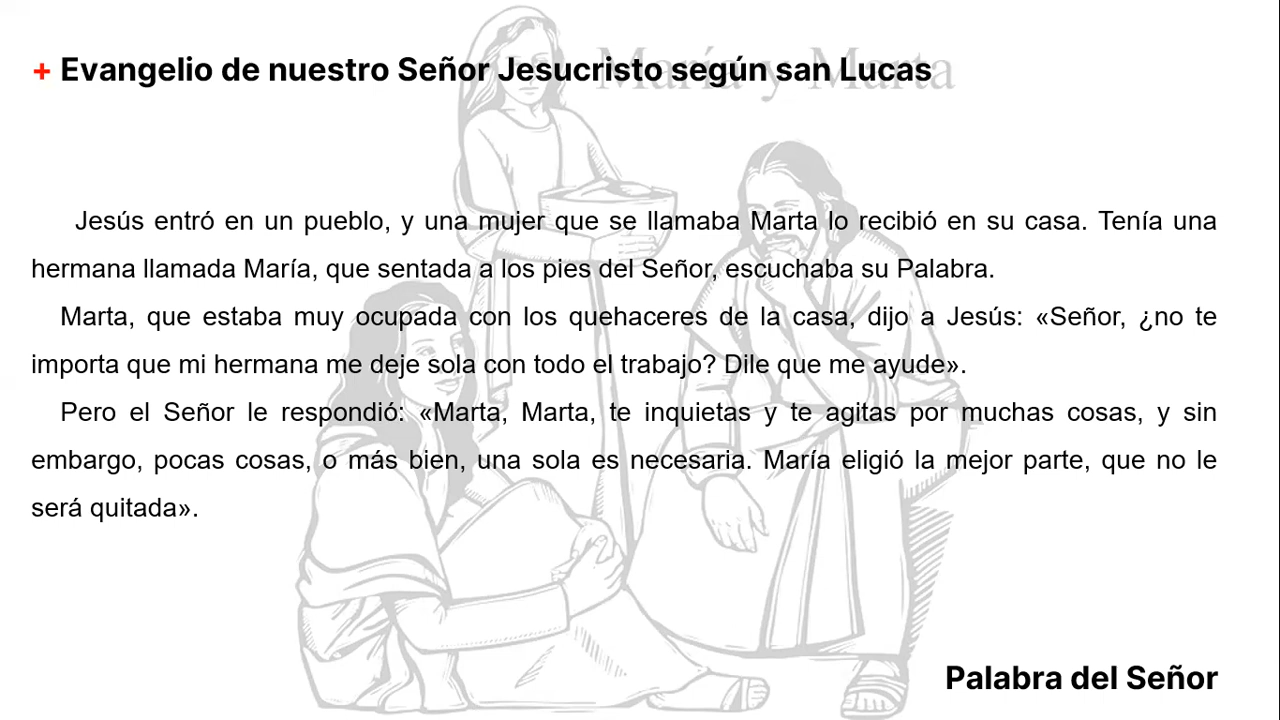 + Evangelio de nuestro Señor Jesucristo según san Lucas
María y Marta
Jesús entró en un pueblo, y una mujer que se llamaba Marta lo recibió en su casa. Tenía una
hermana llamada María, que sentada a los pies del Señor, escuchaba su Palabra.
Marta, que estaba muy ocupada con los quehaceres de la casa, dijo a Jesús: «Señor, ¿no te
importa que mi hermana me deje sola con todo el trabajo? Dile que me ayude».
Pero el Señor le respondió: «Marta, Marta, te inquietas y te agitas por muchas cosas, y sin
embargo, pocas cosas, o más bien, una sola es necesaria. María eligió la mejor parte, que no le
será quitada».
Palabra del Señor